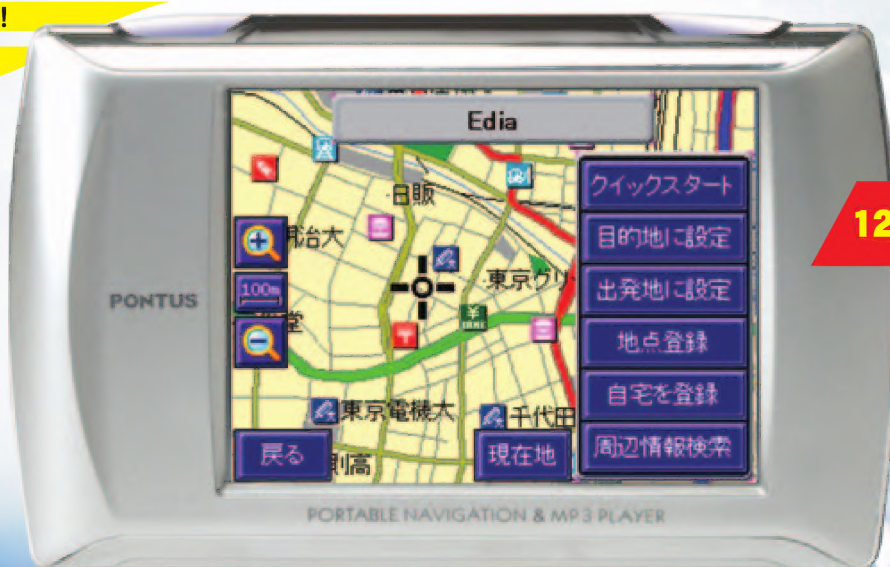 !
Edia
クイックスタート
日販
目的地に設定
治大
12
東京グリ
出発地に設定
100m
PONTUS
堂
地点登録
自宅を登録
東京電機大
千代田
戻る
現在地
周辺情報検索
高
PORTABLE NAVIGATION & MP3 PLAYER